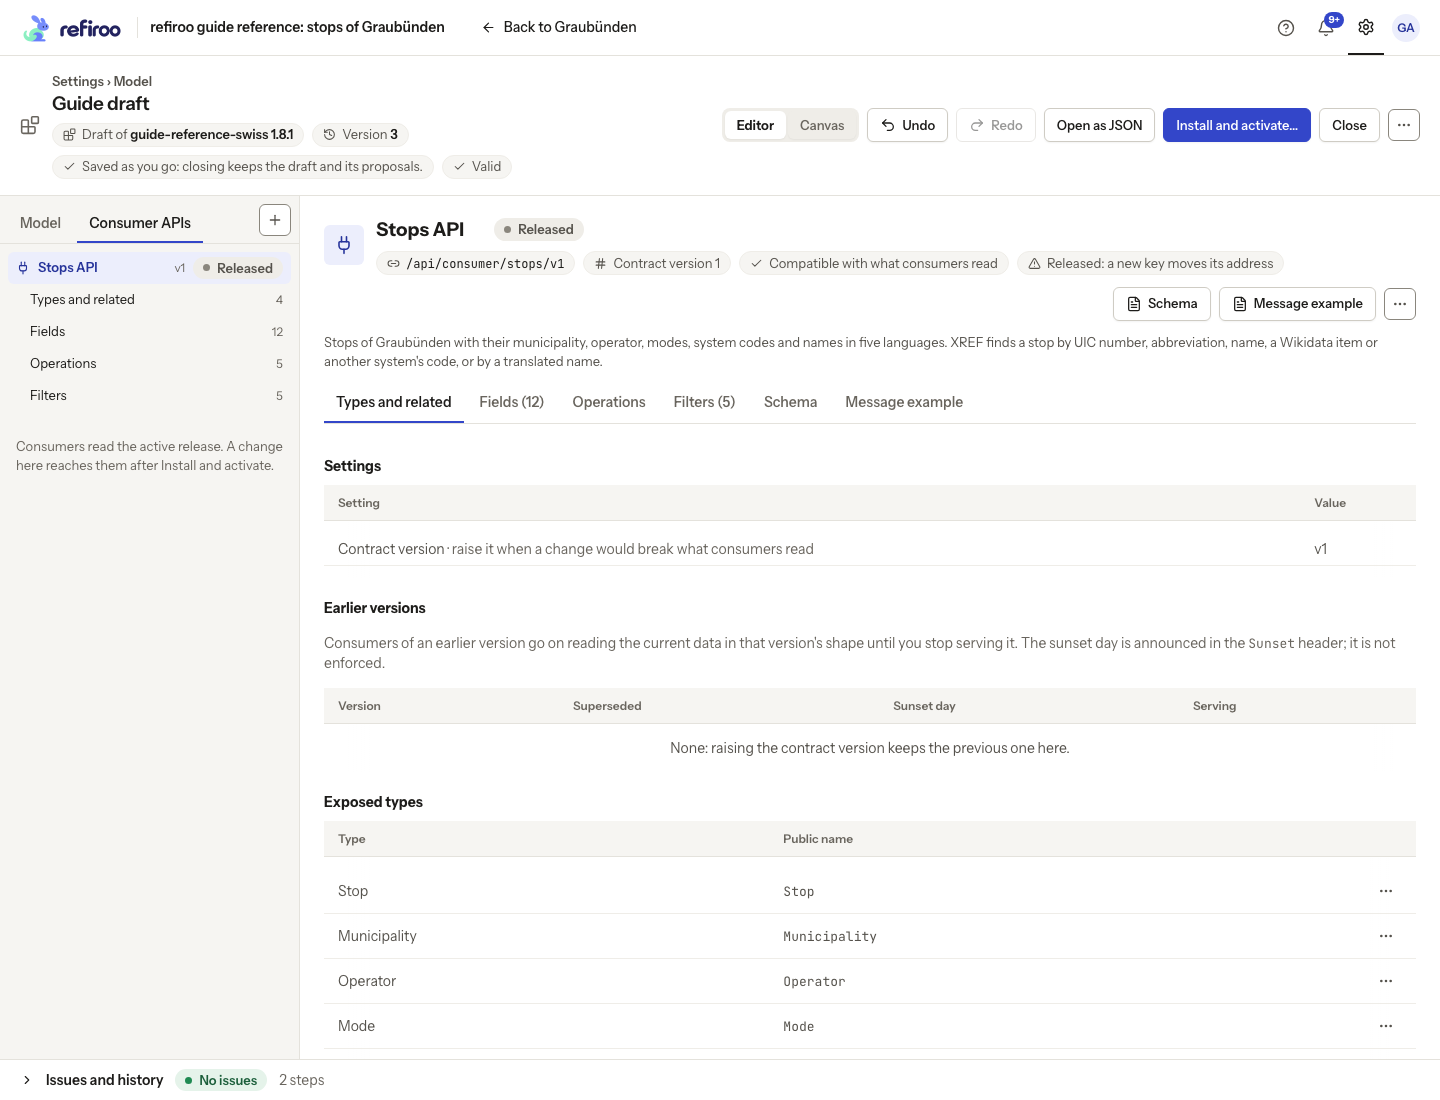 refiroo
refiroo guide reference: stops of Graubünden
Back to Graubünden
9+
GA
Settings › Model
Guide draft
Draft of guide-reference-swiss 1.8.1
Version 3
Saved as you go: closing keeps the draft and its proposals.
Valid
Editor
Canvas
Undo
Redo
Open as JSON
Install and activate...
Close
Model
Consumer APIs
Stops API
v1
Released
Types and related
4
Fields
12
Operations
5
Filters
5
Consumers read the active release. A change
here reaches them after Install and activate.
Stops API
Released
/api/consumer/stops/v1
Contract version 1
Compatible with what consumers read
Released: a new key moves its address
Schema
Message example
Stops of Graubünden with their municipality, operator, modes, system codes and names in five languages. XREF finds a stop by UIC number, abbreviation, name, a Wikidata item or
another system's code, or by a translated name.
Types and related
Fields (12)
Operations
Filters (5)
Schema
Message example
Settings
Setting
Value
Contract version · raise it when a change would break what consumers read
v1
Earlier versions
Consumers of an earlier version go on reading the current data in that version's shape until you stop serving it. The sunset day is announced in the Sunset header; it is not
enforced.
Version
Superseded
Sunset day
Serving
None: raising the contract version keeps the previous one here.
Exposed types
Type
Public name
Stop
Stop
Municipality
Municipality
Operator
Operator
Mode
Mode
Issues and history
No issues
2 steps